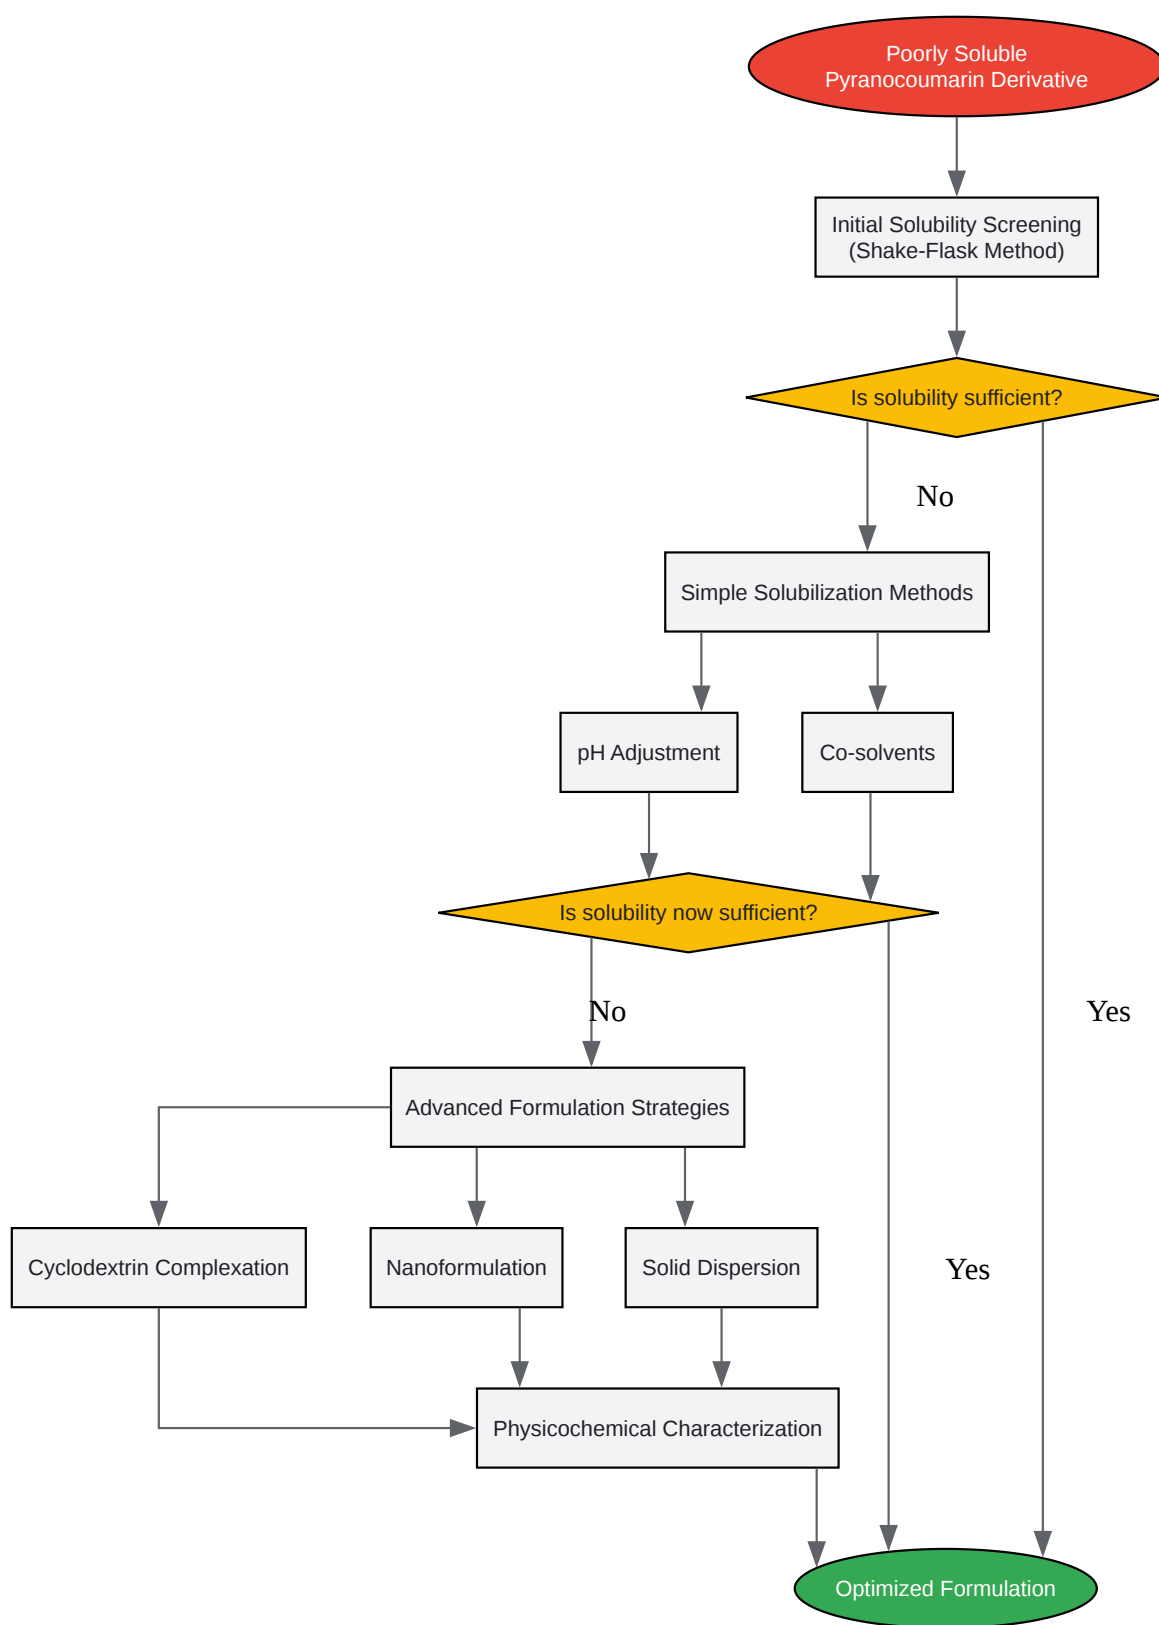 Poorly Soluble
Pyranocoumarin Derivative
Initial Solubility Screening
(Shake-Flask Method)
Is solubility sufficient?
No
Simple Solubilization Methods
pH Adjustment
Co-solvents
Is solubility now sufficient?
No
Yes
Advanced Formulation Strategies
Cyclodextrin Complexation
Nanoformulation
Solid Dispersion
Yes
Physicochemical Characterization
Optimized Formulation